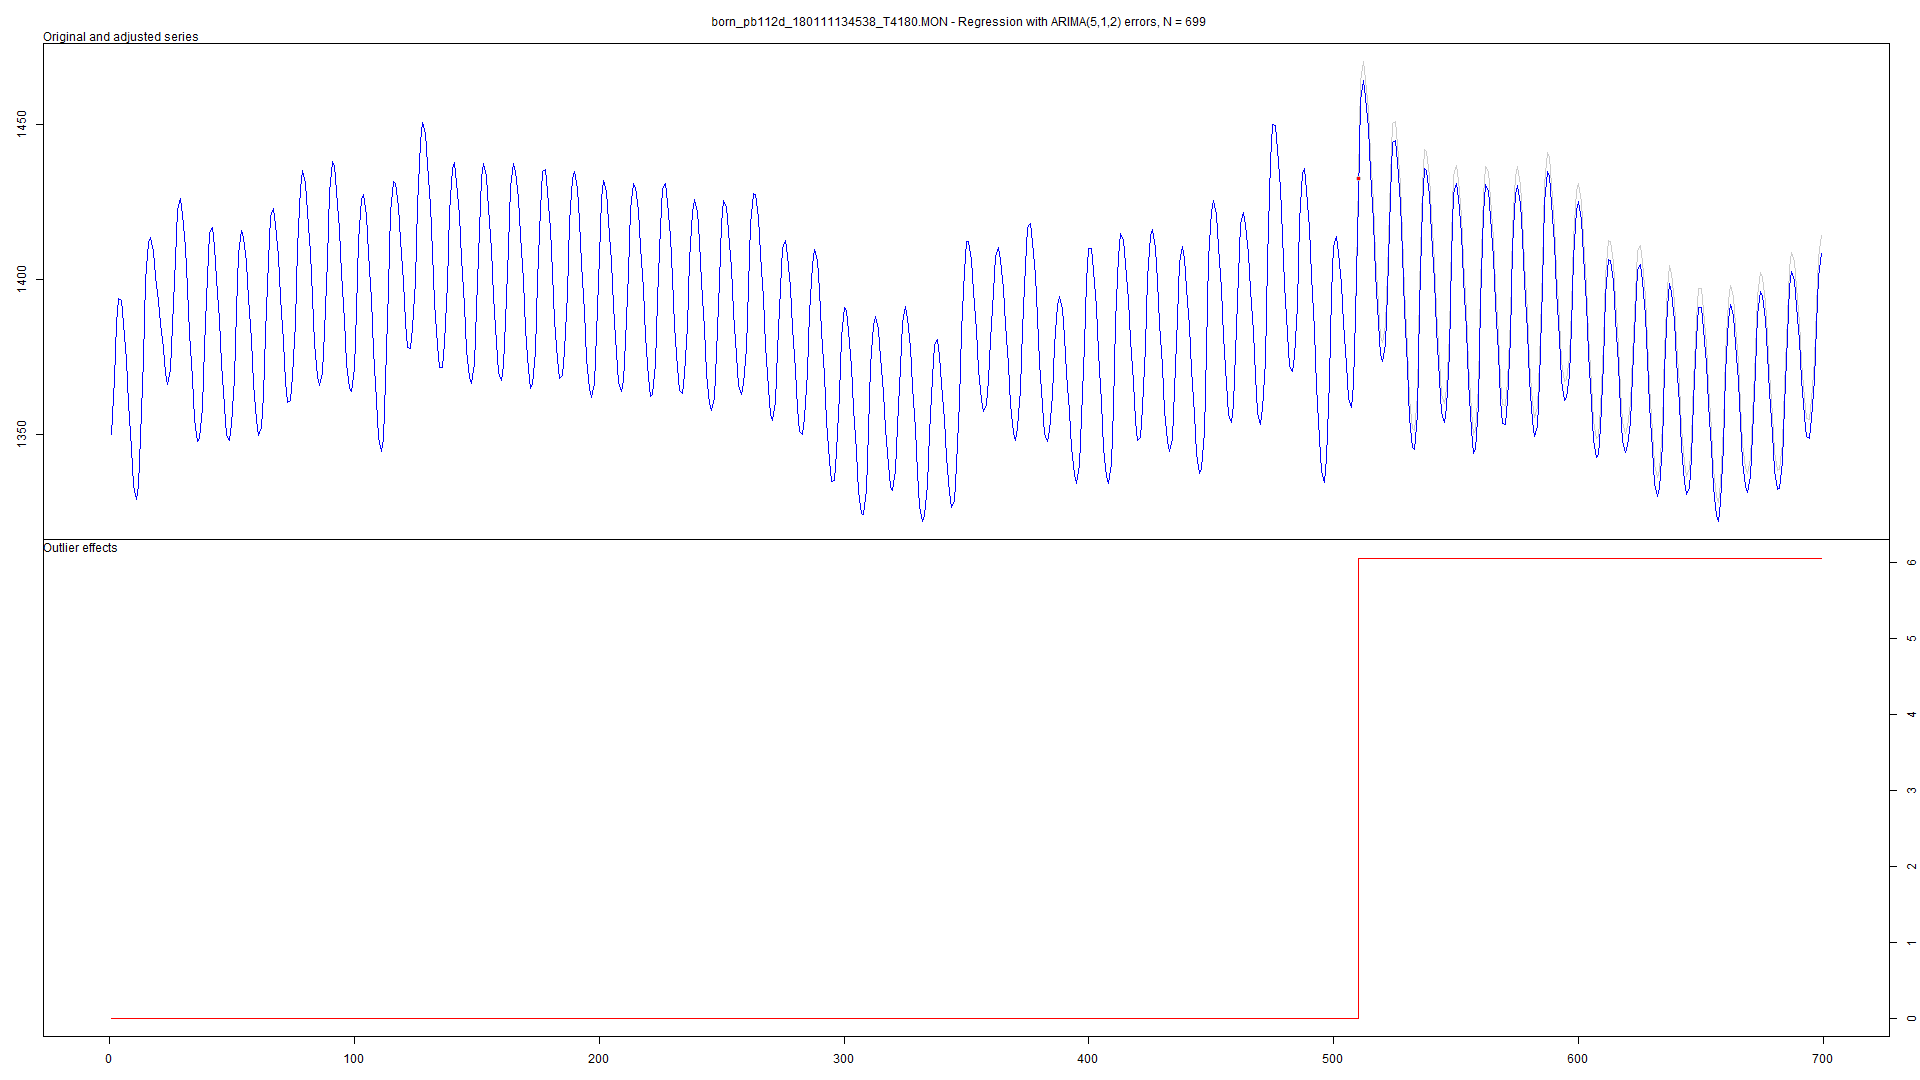 born_pb112d_180111134538_T4180.MON - Regression with ARIMA(5,1,2) errors, N = 699
Original and adjusted series
1450
1400
1350
Outlier effects
6
5
4
3
2
1
0
0 100 200 300 400 500 600 700